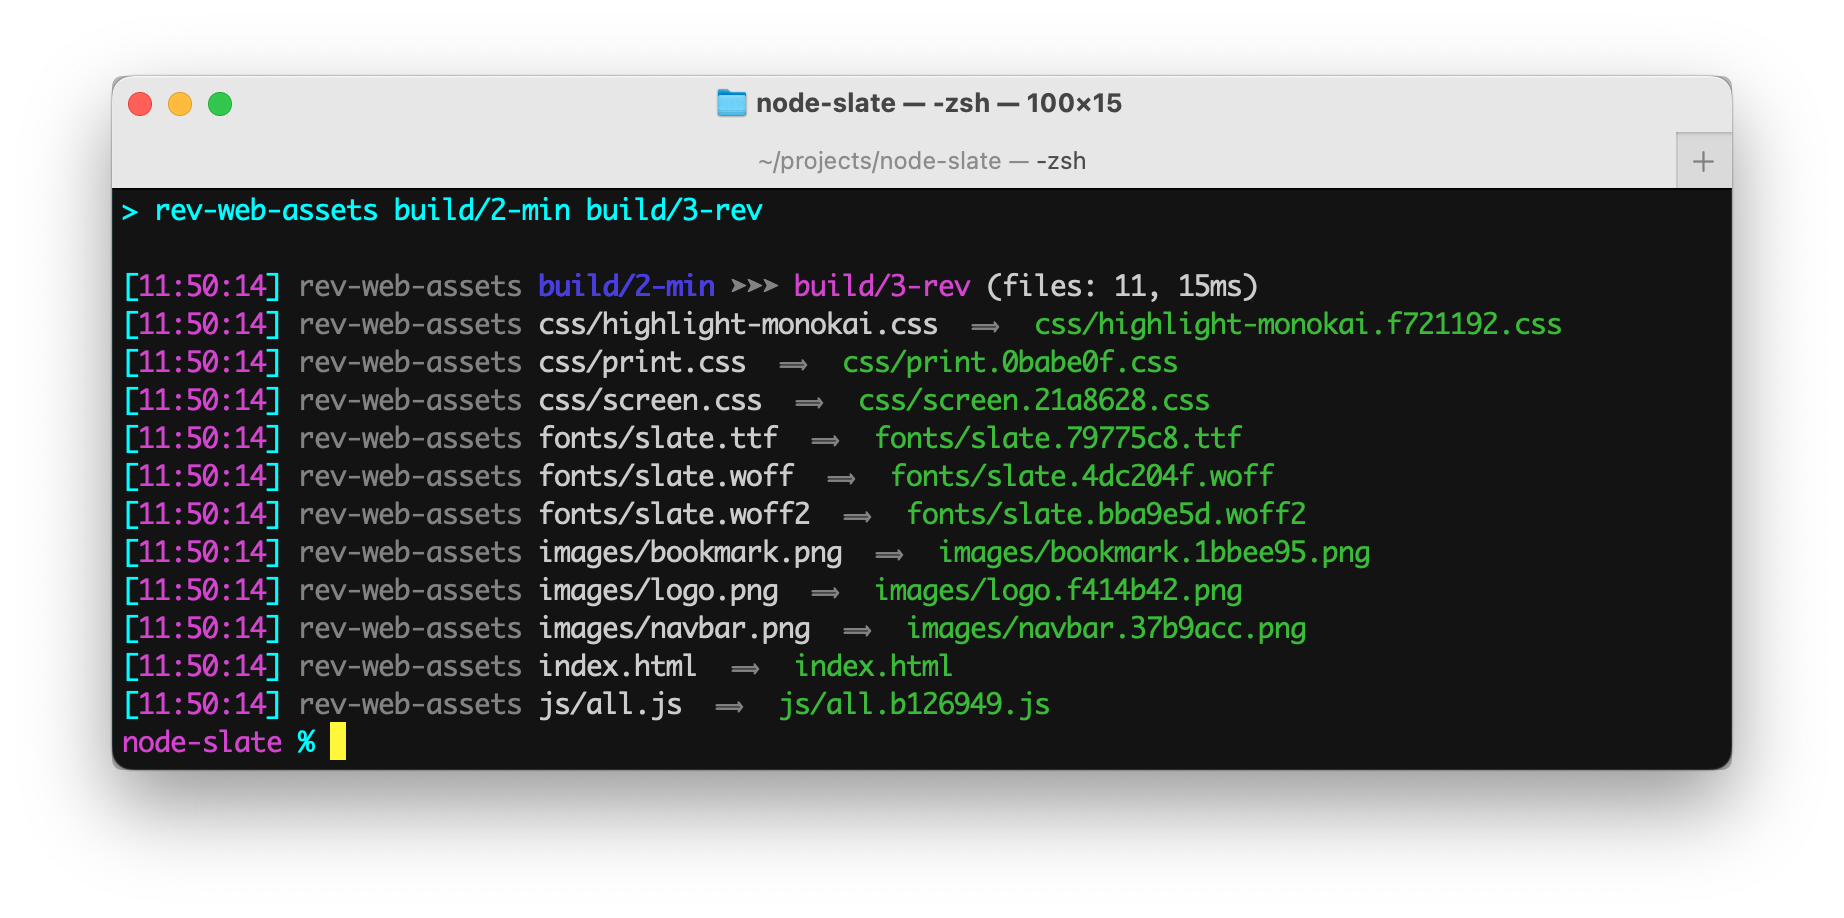 node-slate — -zsh — 100×15
~/projects/node-slate — -zsh
+
> rev-web-assets build/2-min build/3-rev
[11:50:14] rev-web-assets build/2-min ➤➤➤ build/3-rev (files: 11, 15ms)
[11:50:14] rev-web-assets css/highlight-monokai.css ⟹ css/highlight-monokai.f721192.css
[11:50:14] rev-web-assets css/print.css ⟹ css/print.0babe0f.css
[11:50:14] rev-web-assets css/screen.css ⟹ css/screen.21a8628.css
[11:50:14] rev-web-assets fonts/slate.ttf ⟹ fonts/slate.79775c8.ttf
[11:50:14] rev-web-assets fonts/slate.woff ⟹ fonts/slate.4dc204f.woff
[11:50:14] rev-web-assets fonts/slate.woff2 ⟹ fonts/slate.bba9e5d.woff2
[11:50:14] rev-web-assets images/bookmark.png ⟹ images/bookmark.1bbee95.png
[11:50:14] rev-web-assets images/logo.png ⟹ images/logo.f414b42.png
[11:50:14] rev-web-assets images/navbar.png ⟹ images/navbar.37b9acc.png
[11:50:14] rev-web-assets index.html ⟹ index.html
[11:50:14] rev-web-assets js/all.js ⟹ js/all.b126949.js
node-slate %